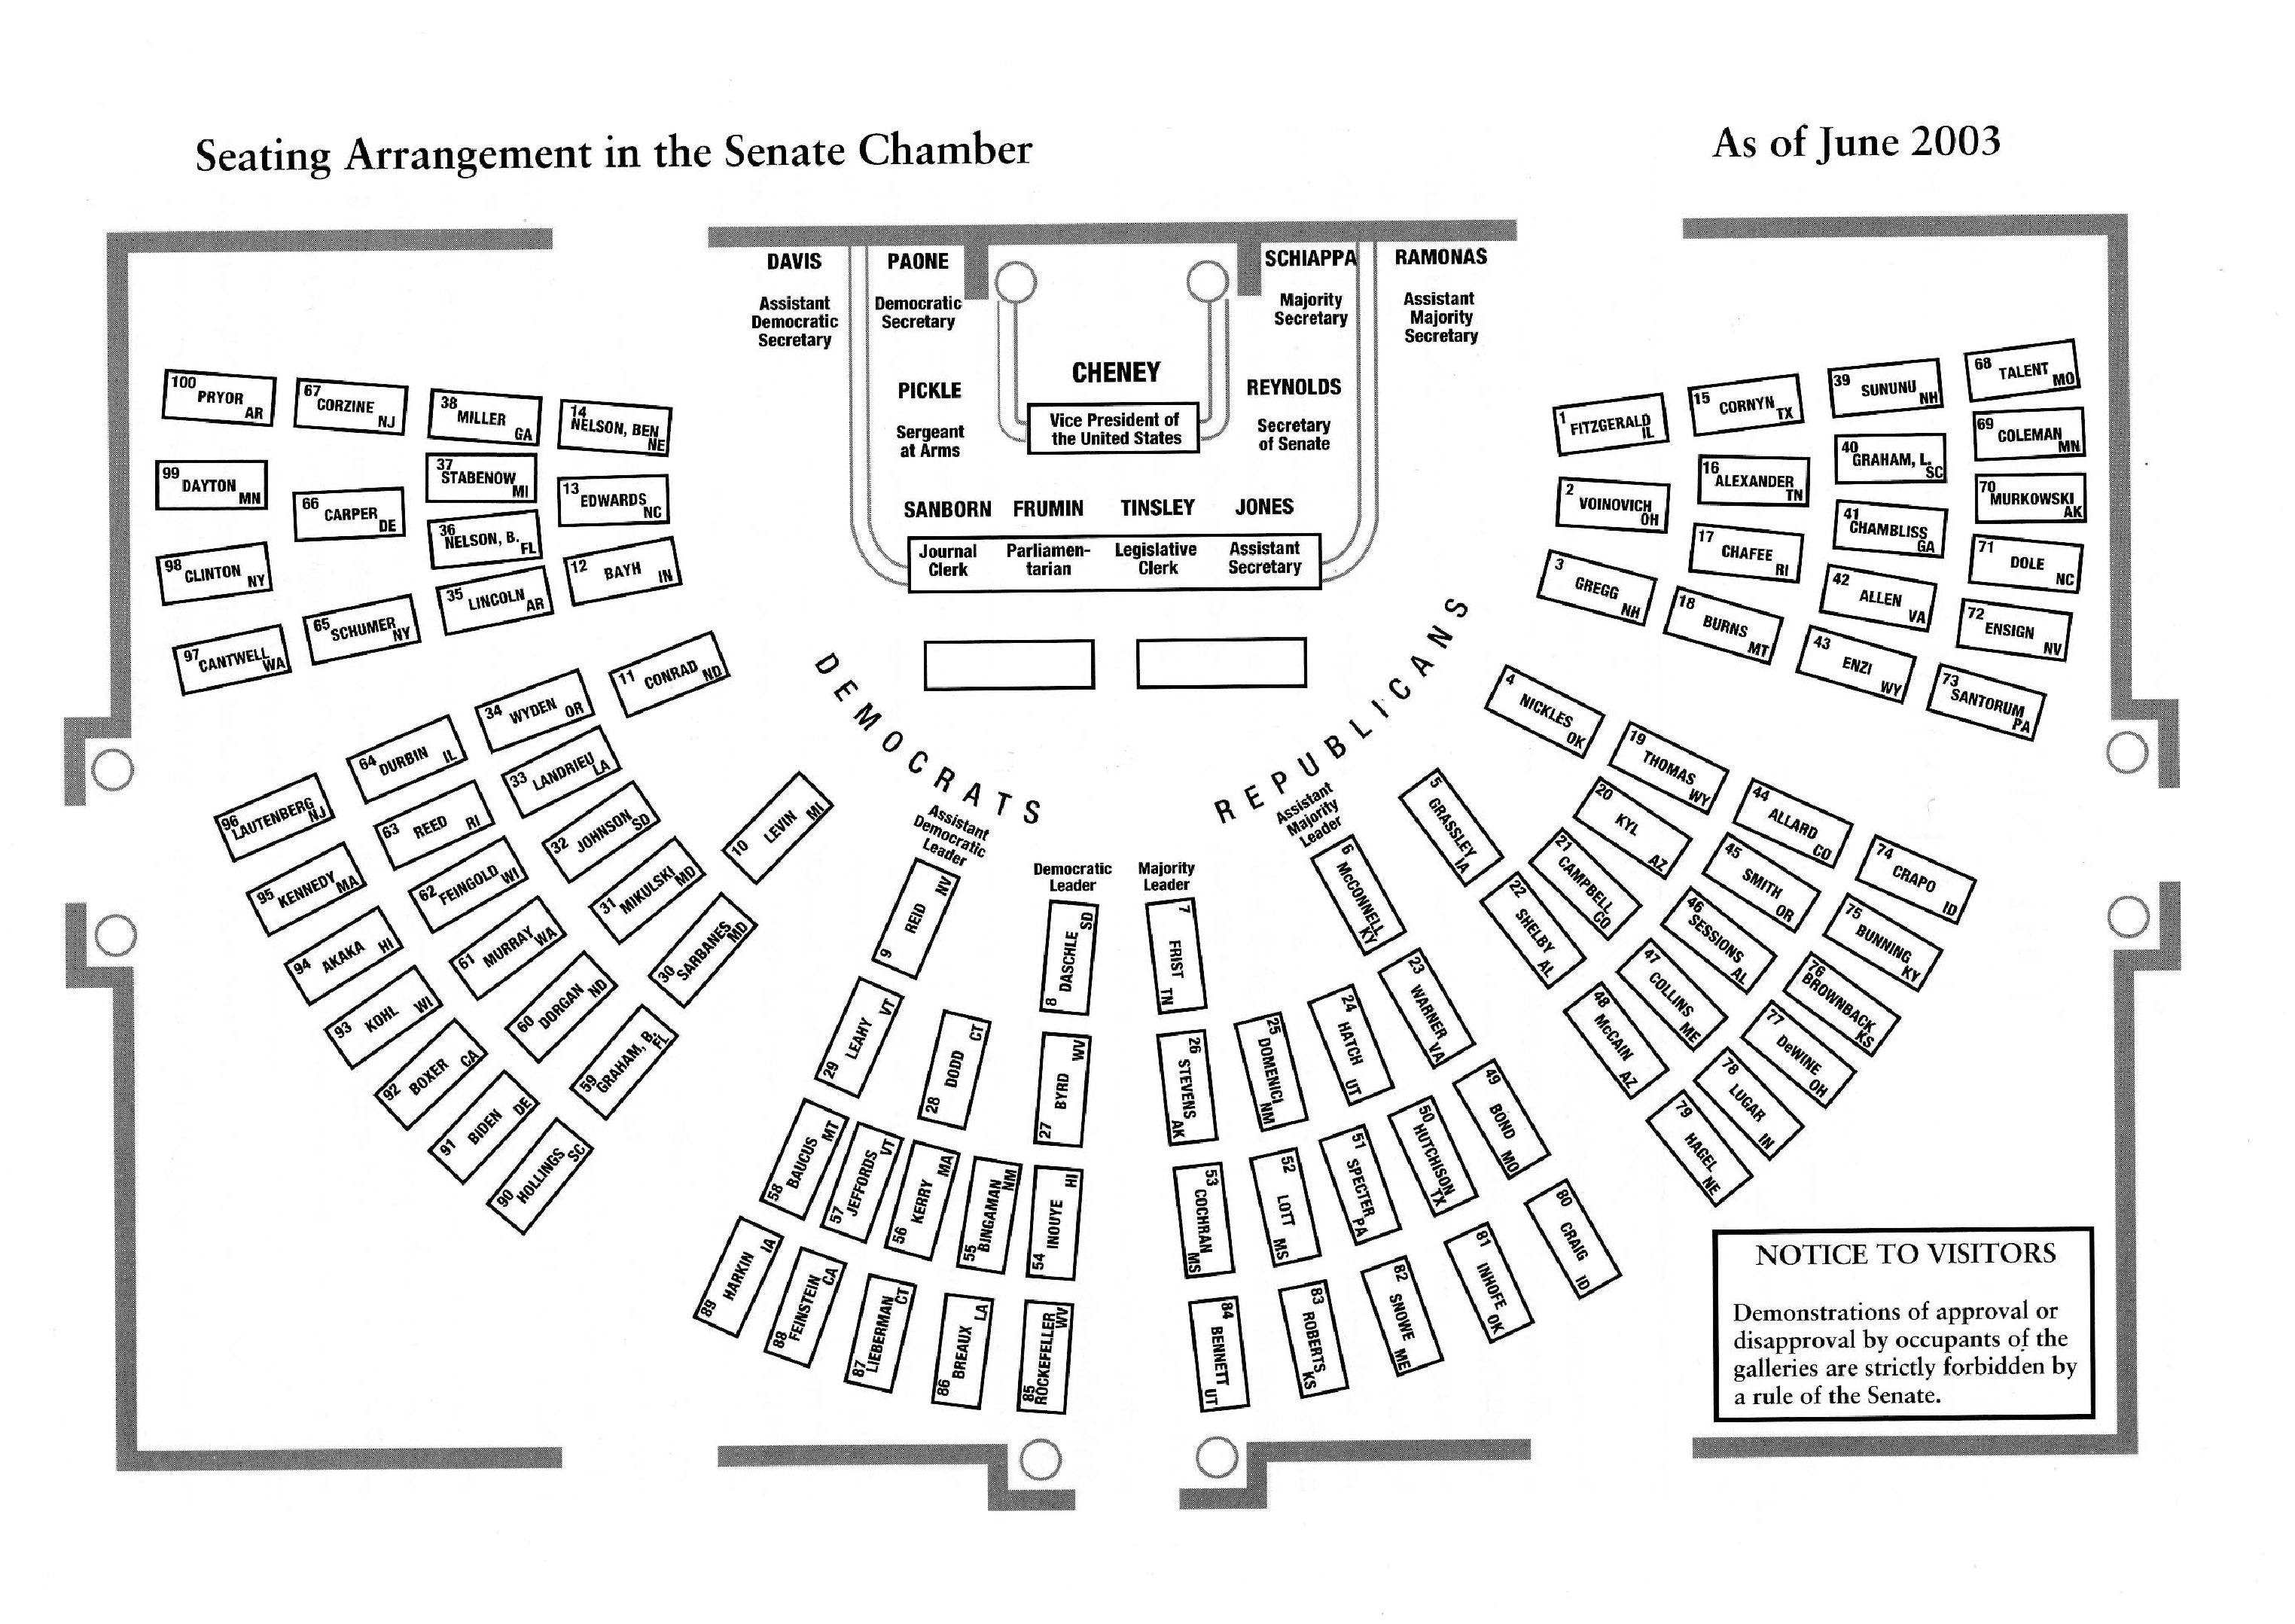 Seating Arrangement in the Senate Chamber
As of June 2003
DAVIS
Assistant
Democratic
Secretary
PAONE
Democratic
Secretary
SCHIAPPA
Majority
Secretary
RAMONAS
Assistant
Majority
Secretary
PICKLE
Sergeant
at Arms
CHENEY
Vice President of
the United States
REYNOLDS
Secretary
of Senate
SANBORN FRUMIN TINSLEY JONES
Journal
Clerk
Parliamen-
tarian
Legislative
Clerk
Assistant
Secretary
DEMOCRATS
REPUBLICANS
Assistant
Democratic
Leader
Democratic
Leader
Majority
Leader
Assistant
Majority
Leader
1 FITZGERALD IL
2 VOINOVICH OH
3 GREGG NH
4 NICKLES OK
5 GRASSLEY IA
6 McCONNELL KY
7 FRIST TN
8 DASCHLE SD
9 REID NV
10 LEVIN MI
11 CONRAD ND
12 BAYH IN
13 EDWARDS NC
14 NELSON, BEN NE
15 CORNYN TX
16 ALEXANDER TN
17 CHAFEE RI
18 BURNS MT
19 THOMAS WY
20 KYL AZ
21 CAMPBELL CO
22 SHELBY AL
23 WARNER VA
24 HATCH UT
25 DOMENICI NM
26 STEVENS AK
27 BYRD WV
28 DODD CT
29 LEAHY VT
30 SARBANES MD
31 MIKULSKI MD
32 JOHNSON SD
33 LANDRIEU LA
34 WYDEN OR
35 LINCOLN AR
36 NELSON, B. FL
37 STABENOW MI
38 MILLER GA
39 SUNUNU NH
40 GRAHAM, L. SC
41 CHAMBLISS GA
42 ALLEN VA
43 ENZI WY
44 ALLARD CO
45 SMITH OR
46 SESSIONS AL
47 COLLINS ME
48 McCAIN AZ
49 BOND MO
50 HUTCHISON TX
51 SPECTER PA
52 LOTT MS
53 COCHRAN MS
54 INOUYE HI
55 BINGAMAN NM
56 KERRY MA
57 JEFFORDS VT
58 BAUCUS MT
59 GRAHAM, B. FL
60 DORGAN ND
61 MURRAY WA
62 FEINGOLD WI
63 REED RI
64 DURBIN IL
65 SCHUMER NY
66 CARPER DE
67 CORZINE NJ
68 TALENT MO
69 COLEMAN MN
70 MURKOWSKI AK
71 DOLE NC
72 ENSIGN NV
73 SANTORUM PA
74 CRAPO ID
75 BUNNING KY
76 BROWNBACK KS
77 DeWINE OH
78 LUGAR IN
79 HAGEL NE
80 CRAIG ID
81 INHOFE OK
82 SNOWE ME
83 ROBERTS KS
84 BENNETT UT
85 ROCKEFELLER WV
86 BREAUX LA
87 LIEBERMAN CT
88 FEINSTEIN CA
89 HARKIN IA
90 HOLLINGS SC
91 BIDEN DE
92 BOXER CA
93 KOHL WI
94 AKAKA HI
95 KENNEDY MA
96 LAUTENBERG NJ
97 CANTWELL WA
98 CLINTON NY
99 DAYTON MN
100 PRYOR AR
NOTICE TO VISITORS
Demonstrations of approval or
disapproval by occupants of the
galleries are strictly forbidden by
a rule of the Senate.